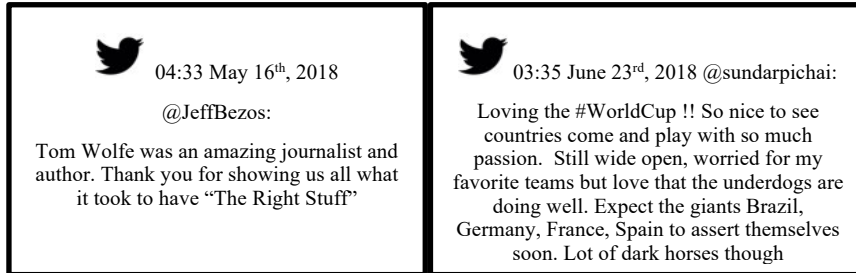 04:33 May 16th, 2018
@JeffBezos:
Tom Wolfe was an amazing journalist and
author. Thank you for showing us all what
it took to have “The Right Stuff”
03:35 June 23rd, 2018 @sundarpichai:
Loving the #WorldCup !! So nice to see
countries come and play with so much
passion.  Still wide open, worried for my
favorite teams but love that the underdogs are
doing well. Expect the giants Brazil,
Germany, France, Spain to assert themselves
soon. Lot of dark horses though